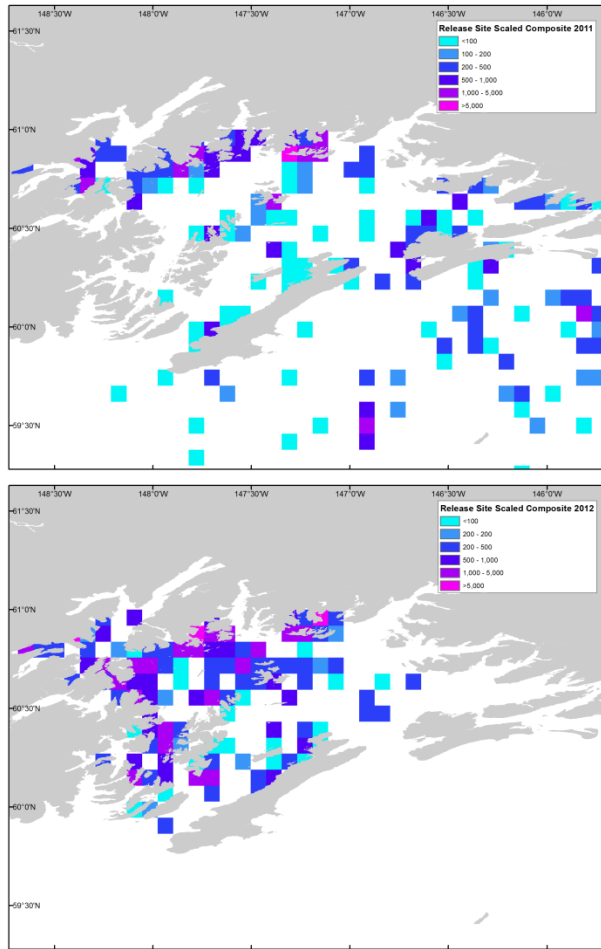 148°30'W 148°0'W 147°30'W 147°0'W 146°30'W 146°0'W
61°30'N
61°0'N
60°30'N
60°0'N
59°30'N
Release Site Scaled Composite 2011
<100
100 - 200
200 - 500
500 - 1,000
1,000 - 5,000
>5,000
148°30'W 148°0'W 147°30'W 147°0'W 146°30'W 146°0'W
61°30'N
61°0'N
60°30'N
60°0'N
59°30'N
Release Site Scaled Composite 2012
<100
200 - 200
200 - 500
500 - 1,000
1,000 - 5,000
>5,000